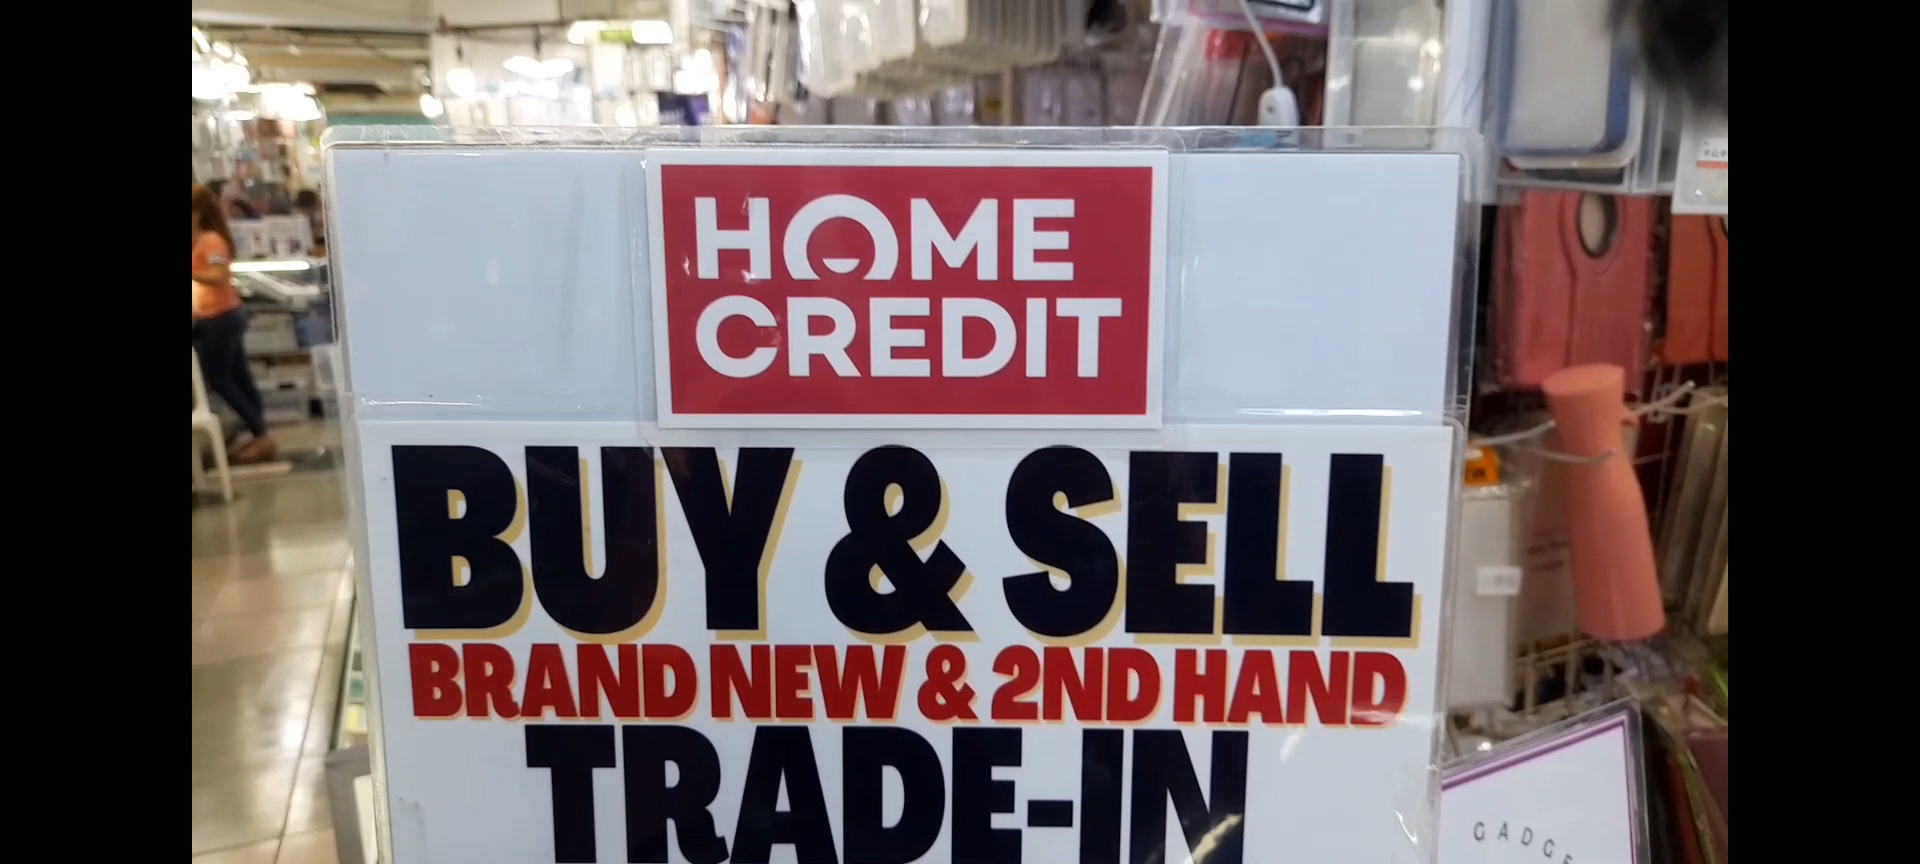 HOME
CREDIT
BUY & SELL
BRAND NEW & 2ND HAND
TRADE-IN